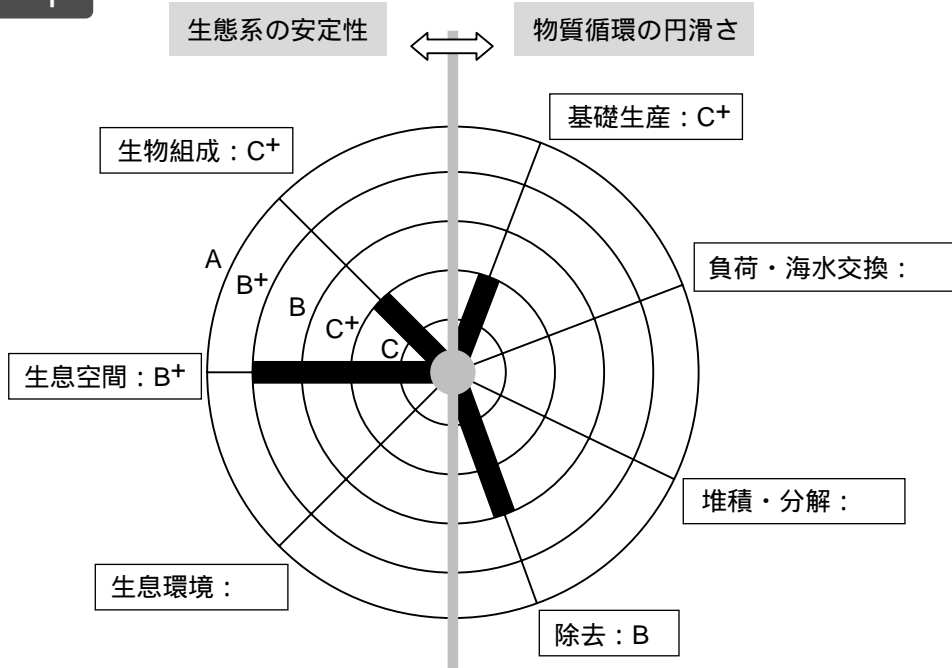 生態系の安定性
物質循環の円滑さ
基礎生産：C+
生物組成：C+
A
B+
B
C+
C
負荷・海水交換：
生息空間：B+
堆積・分解：
生息環境：
除去：B